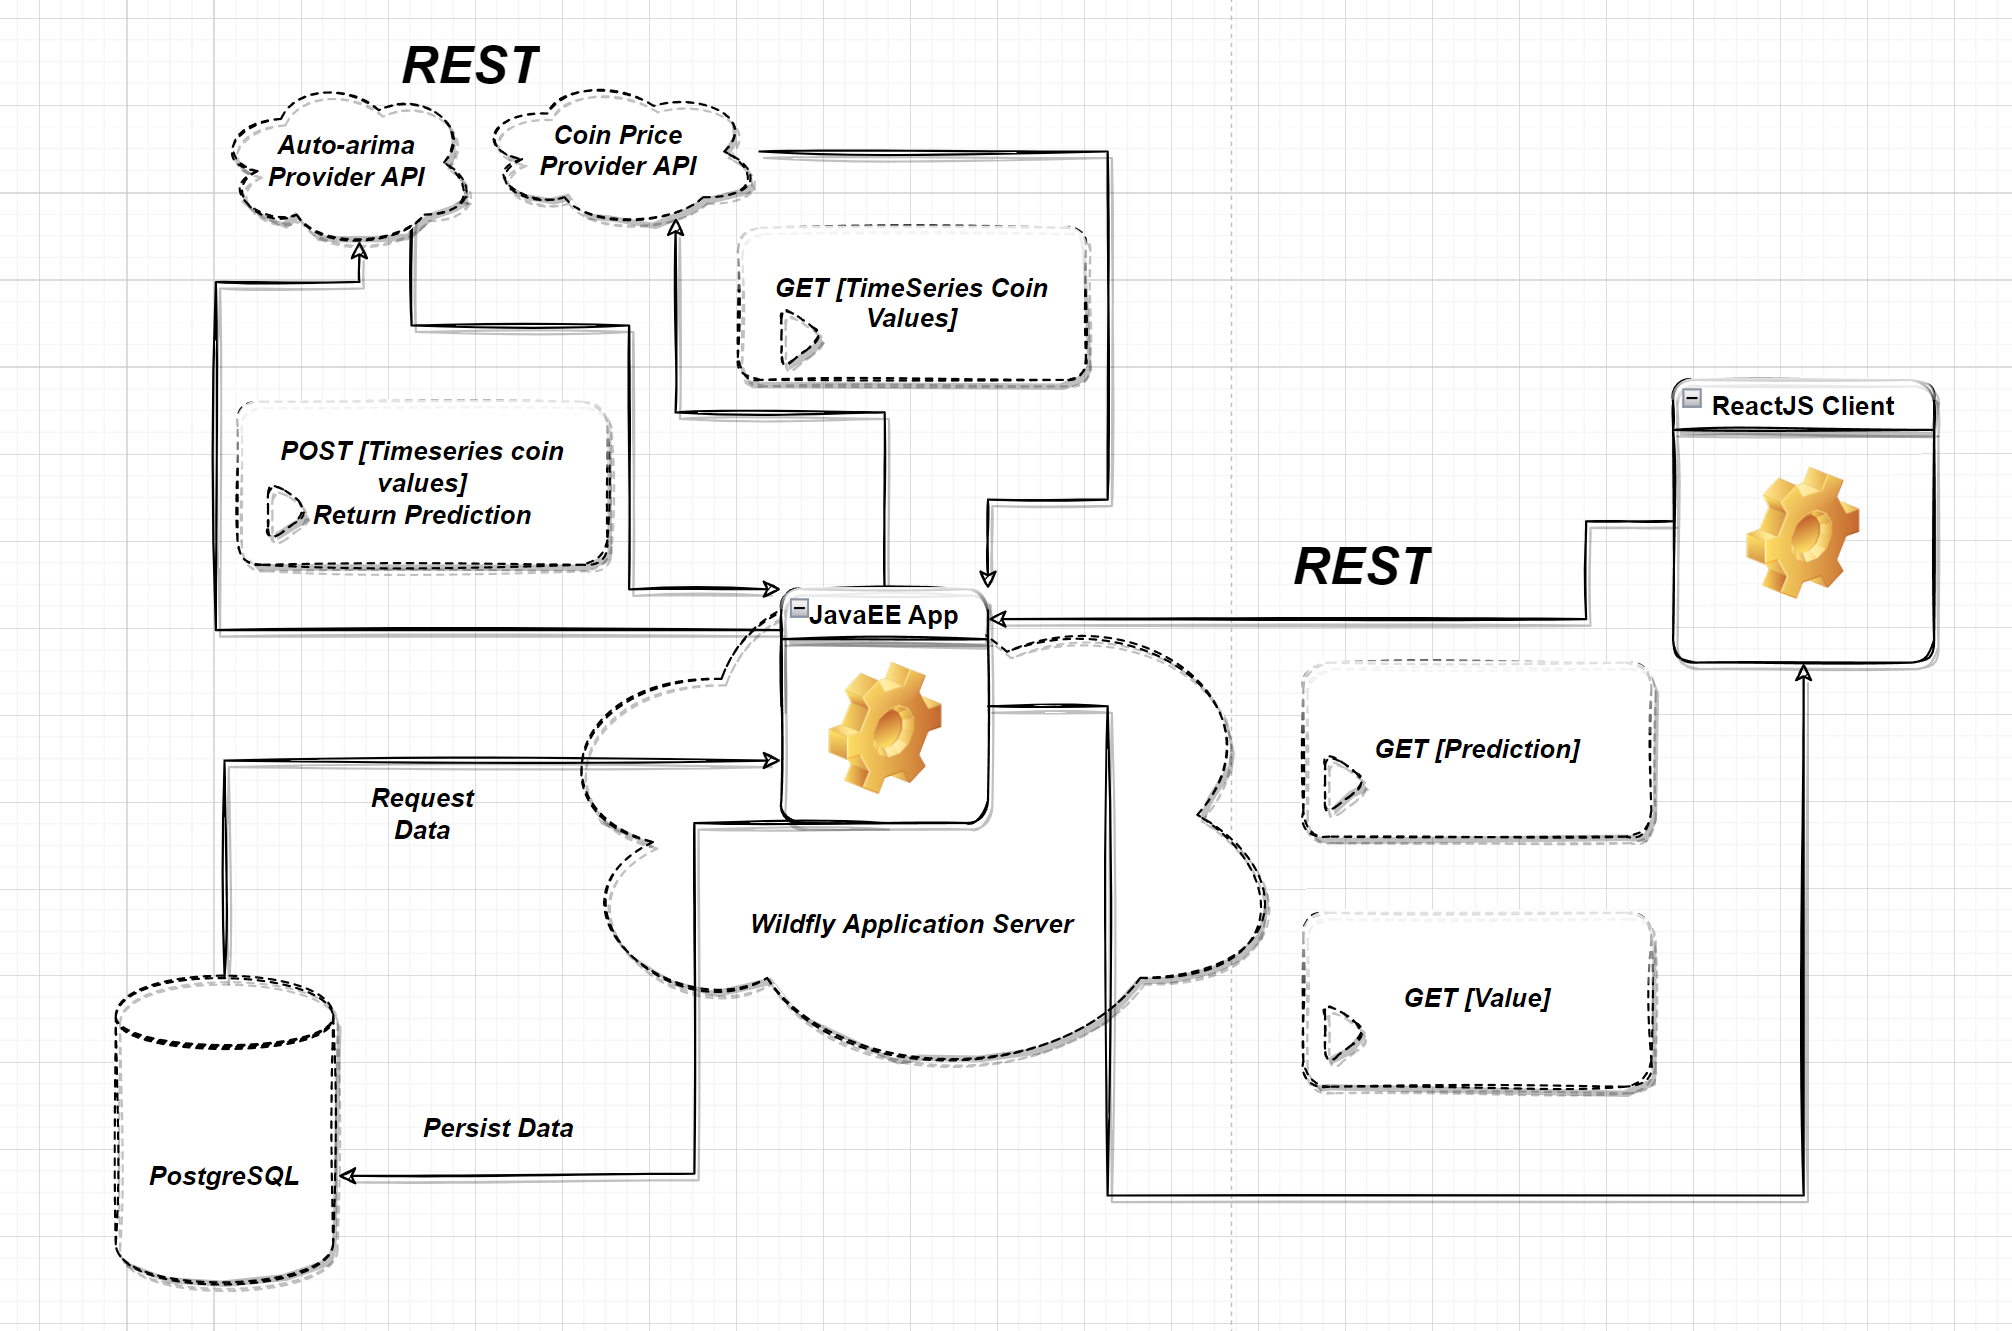 REST
Auto-arima
Provider API
Coin Price
Provider API
GET [TimeSeries Coin
Values]
POST [Timeseries coin
values]
Return Prediction
ReactJS Client
REST
JavaEE App
GET [Prediction]
Request
Data
Wildfly Application Server
GET [Value]
Persist Data
PostgreSQL